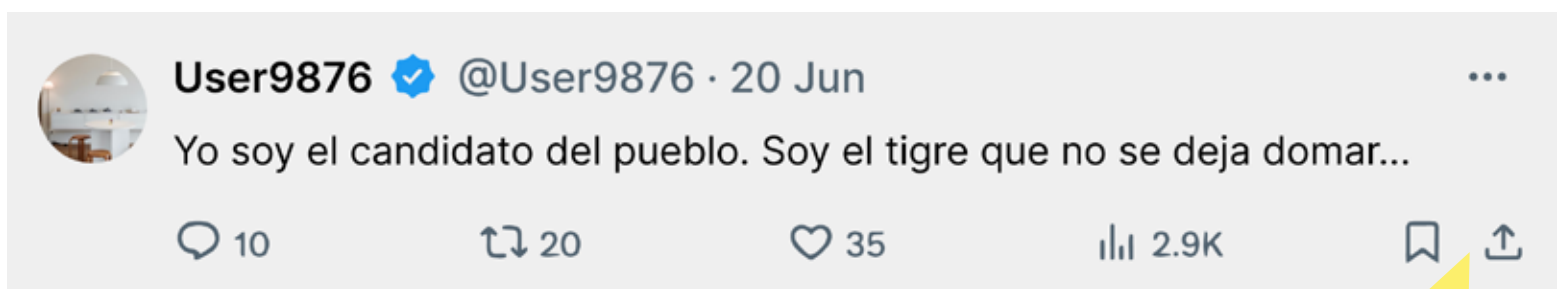 User9876 @User9876 · 20 Jun
Yo soy el candidato del pueblo. Soy el tigre que no se deja domar...
10 20 35 2.9K